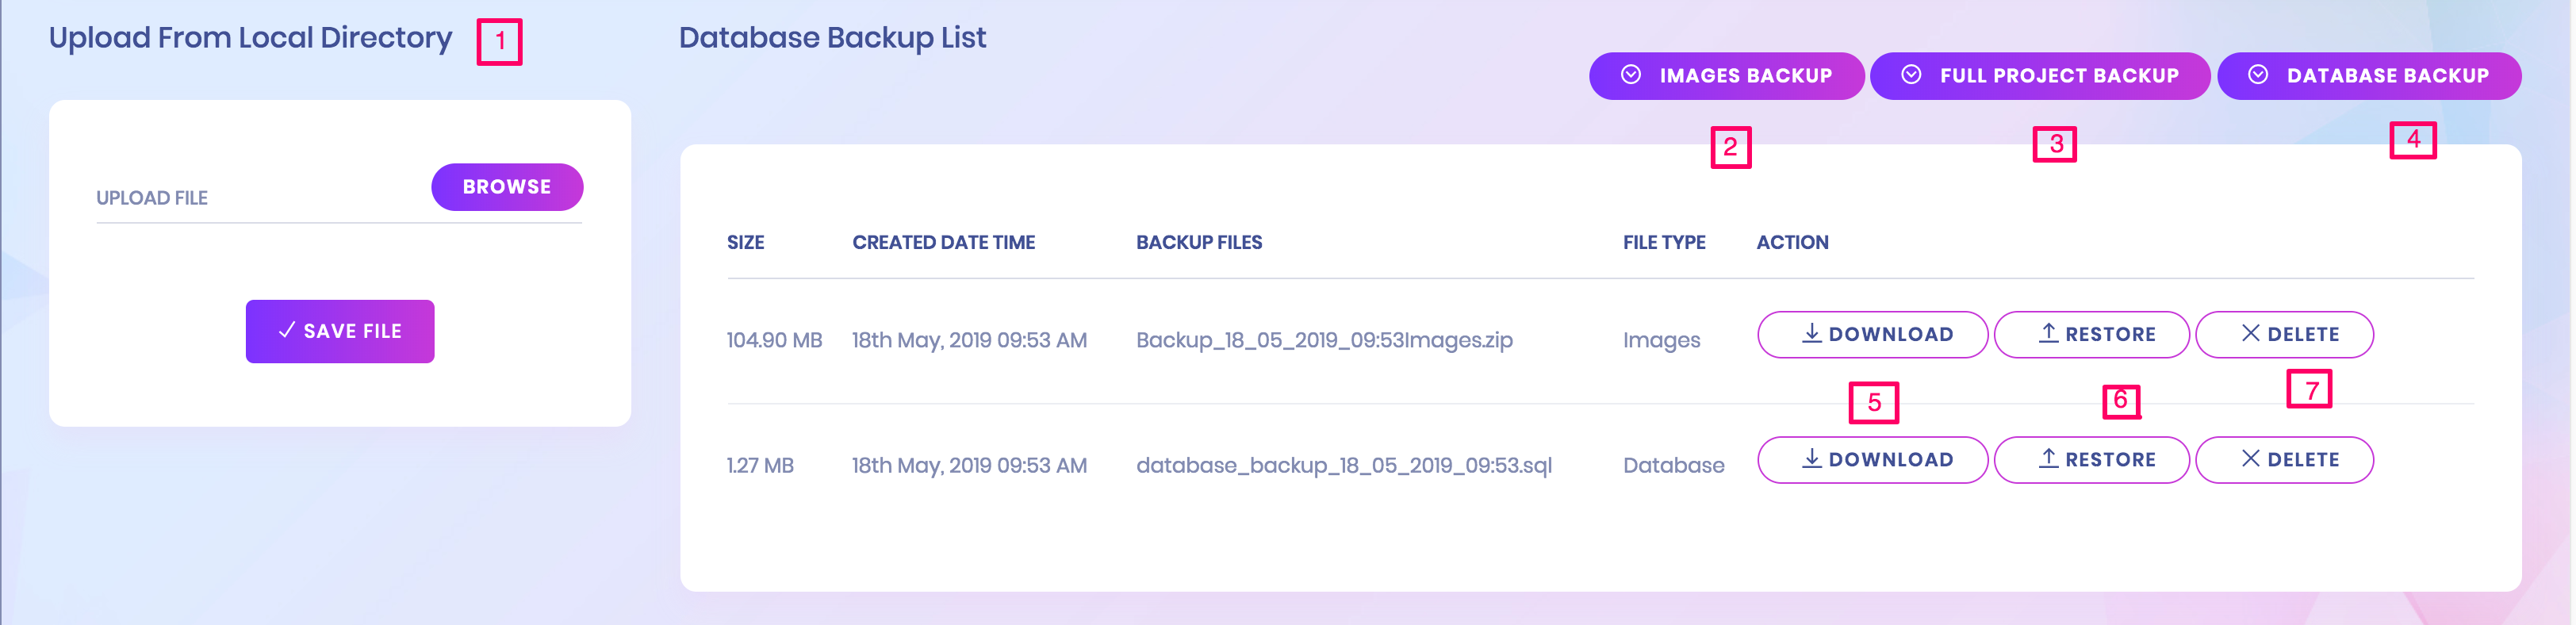 Upload From Local Directory
1
UPLOAD FILE
BROWSE
SAVE FILE
Database Backup List
IMAGES BACKUP
FULL PROJECT BACKUP
DATABASE BACKUP
2
3
4
SIZE CREATED DATE TIME BACKUP FILES FILE TYPE ACTION
104.90 MB 18th May, 2019 09:53 AM Backup_18_05_2019_09:53Images.zip Images DOWNLOAD RESTORE DELETE
5 6 7
1.27 MB 18th May, 2019 09:53 AM database_backup_18_05_2019_09:53.sql Database DOWNLOAD RESTORE DELETE